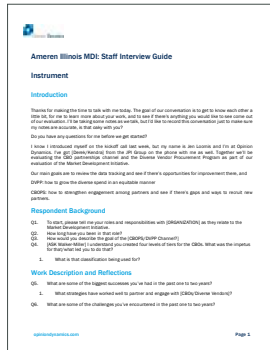 Opinion Dynamics
Ameren Illinois MDI: Staff Interview Guide
Instrument
Introduction
Thanks for making the time to talk with me today. The goal of our conversation is to get to know each other a
little bit, for me to learn more about your work, and to see if there's anything you would like to see come out
of our evaluation. I'll be taking some notes as we talk, but I'd like to record this conversation just to make sure
my notes are accurate, is that okay with you?
Do you have any questions for me before we get started?
I know I introduced myself on the kickoff call last week, but my name is Jen Loomis and I'm at Opinion
Dynamics. I've got [Derek/Kendra] from the JPI Group on the phone with me as well. Together we'll be
evaluating the CBO partnerships channel and the Diverse Vendor Procurement Program as part of our
evaluation of the Market Development Initiative.
Our main goals are to review the data tracking and see if there's opportunities for improvement there, and
DVPP: how to grow the diverse spend in an equitable manner
CBOPS: how to strengthen engagement among partners and see if there's gaps and ways to recruit new
partners.
Respondent Background
Q1. To start, please tell me your roles and responsibilities with [ORGANIZATION] as they relate to the
Market Development Initiative.
Q2. How long have you been in that role?
Q3. How would you describe the goal of the [CBOPS/DVPP Channel]?
Q4. [ASK Walker-Miller] I understand you created four levels of tiers for CBOs. What was the impetus
for that/what led you to do that?
1. What is that classification being used for?
Work Description and Reflections
Q5. What are some of the biggest successes you've had in the past one to two years?
1. What strategies have worked well to partner and engage with [CBOs/Diverse Vendors]?
Q6. What are some of the challenges you've encountered in the past one to two years?
opiniondynamics.com Page 1